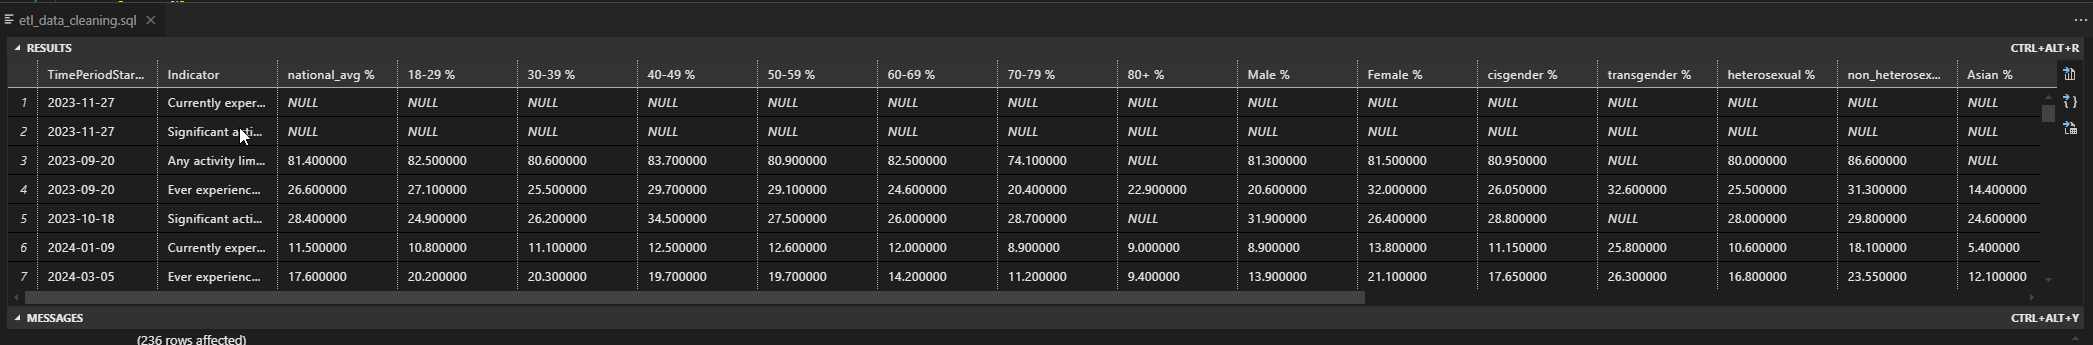 etl_data_cleaning.sql
RESULTS CTRL+ALT+R
TimePeriodStar... Indicator national_avg % 18-29 % 30-39 % 40-49 % 50-59 % 60-69 % 70-79 % 80+ % Male % Female % cisgender % transgender % heterosexual % non_heterosex... Asian %
1 2023-11-27 Currently exper... NULL NULL NULL NULL NULL NULL NULL NULL NULL NULL NULL NULL NULL NULL NULL
2 2023-11-27 Significant acti... NULL NULL NULL NULL NULL NULL NULL NULL NULL NULL NULL NULL NULL NULL NULL
3 2023-09-20 Any activity lim... 81.400000 82.500000 80.600000 83.700000 80.900000 82.500000 74.100000 NULL 81.300000 81.500000 80.950000 NULL 80.000000 86.600000 NULL
4 2023-09-20 Ever experienc... 26.600000 27.100000 25.500000 29.700000 29.100000 24.600000 20.400000 22.900000 20.600000 32.000000 26.050000 32.600000 25.500000 31.300000 14.400000
5 2023-10-18 Significant acti... 28.400000 24.900000 26.200000 34.500000 27.500000 26.000000 28.700000 NULL 31.900000 26.400000 28.800000 NULL 28.000000 29.800000 24.600000
6 2024-01-09 Currently exper... 11.500000 10.800000 11.100000 12.500000 12.600000 12.000000 8.900000 9.000000 8.900000 13.800000 11.150000 25.800000 10.600000 18.100000 5.400000
7 2024-03-05 Ever experienc... 17.600000 20.200000 20.300000 19.700000 19.700000 14.200000 11.200000 9.400000 13.900000 21.100000 17.650000 26.300000 16.800000 23.550000 12.100000
MESSAGES CTRL+ALT+Y
(236 rows affected)